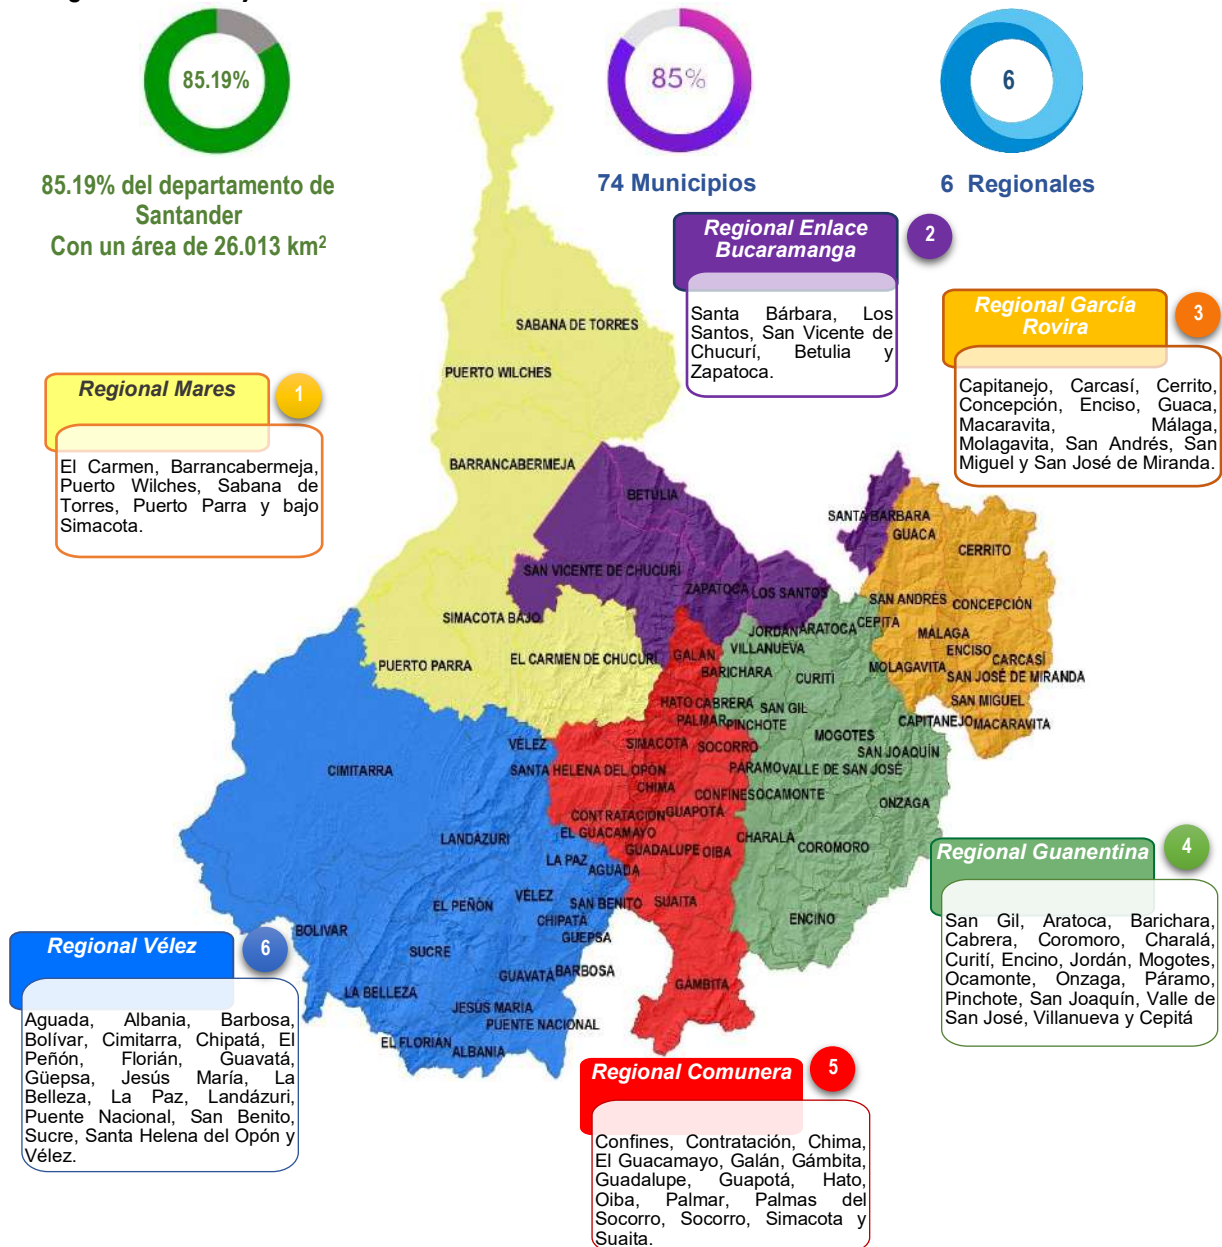 85.19%
85%
6
85.19% del departamento de
Santander
Con un área de 26.013 km²
74 Municipios
6 Regionales
Regional Enlace
Bucaramanga
2
Santa Bárbara, Los
Santos, San Vicente de
Chucurí, Betulia y
Zapatoca.
Regional García
Rovira
3
Capitanejo, Carcasí, Cerrito,
Concepción, Enciso, Guaca,
Macaravita, Málaga,
Molagavita, San Andrés, San
Miguel y San José de Miranda.
Regional Mares
1
El Carmen, Barrancabermeja,
Puerto Wilches, Sabana de
Torres, Puerto Parra y bajo
Simacota.
SABANA DE TORRES
PUERTO WILCHES
BARRANCABERMEJA
BETULIA
SANTA BARBARA
GUACA
CERRITO
SAN VICENTE DE CHUCURÍ
ZAPATOCA
LOS SANTOS
SAN ANDRÉS
CONCEPCIÓN
SIMACOTA BAJO
JORDÁN
ARATOCA
CEPITA
MÁLAGA
VILLANUEVA
ENCISO
PUERTO PARRA
EL CARMEN DE CHUCURÍ
GALÁN
CARCASÍ
BARICHARA
CURITÍ
MOLAGAVITA
SAN JOSÉ DE MIRANDA
HATO
CABRERA
SAN GIL
SAN MIGUEL
PALMAR
PINCHOTE
CAPITANEJO
MACARAVITA
MOGOTES
VÉLEZ
SIMACOTA
SOCORRO
SAN JOAQUÍN
CIMITARRA
SANTA HELENA DEL OPÓN
PÁRAMO
VALLE DE SAN JOSÉ
CHIMA
CONFINES
OCAMONTE
ONZAGA
CONTRATACIÓN
GUAPOTÁ
LANDÁZURI
EL GUACAMAYO
CHARALÁ
COROMORO
GUADALUPE
OIBA
LA PAZ
AGUADA
EL PEÑÓN
VÉLEZ
SAN BENITO
SUAITA
CHIPATÁ
ENCINO
BOLIVAR
GÜEPSA
SUCRE
GUAVATÁ
BARBOSA
LA BELLEZA
GÁMBITA
JESÚS MARÍA
PUENTE NACIONAL
EL FLORIÁN
ALBANIA
Regional Guanentina
4
San Gil, Aratoca, Barichara,
Cabrera, Coromoro, Charalá,
Curití, Encino, Jordán, Mogotes,
Ocamonte, Onzaga, Páramo,
Pinchote, San Joaquín, Valle de
San José, Villanueva y Cepitá
Regional Vélez
6
Aguada, Albania, Barbosa,
Bolívar, Cimitarra, Chipatá, El
Peñón, Florián, Guavatá,
Güepsa, Jesús María, La
Belleza, La Paz, Landázuri,
Puente Nacional, San Benito,
Sucre, Santa Helena del Opón y
Vélez.
Regional Comunera
5
Confines, Contratación, Chima,
El Guacamayo, Galán, Gámbita,
Guadalupe, Guapotá, Hato,
Oiba, Palmar, Palmas del
Socorro, Socorro, Simacota y
Suaita.